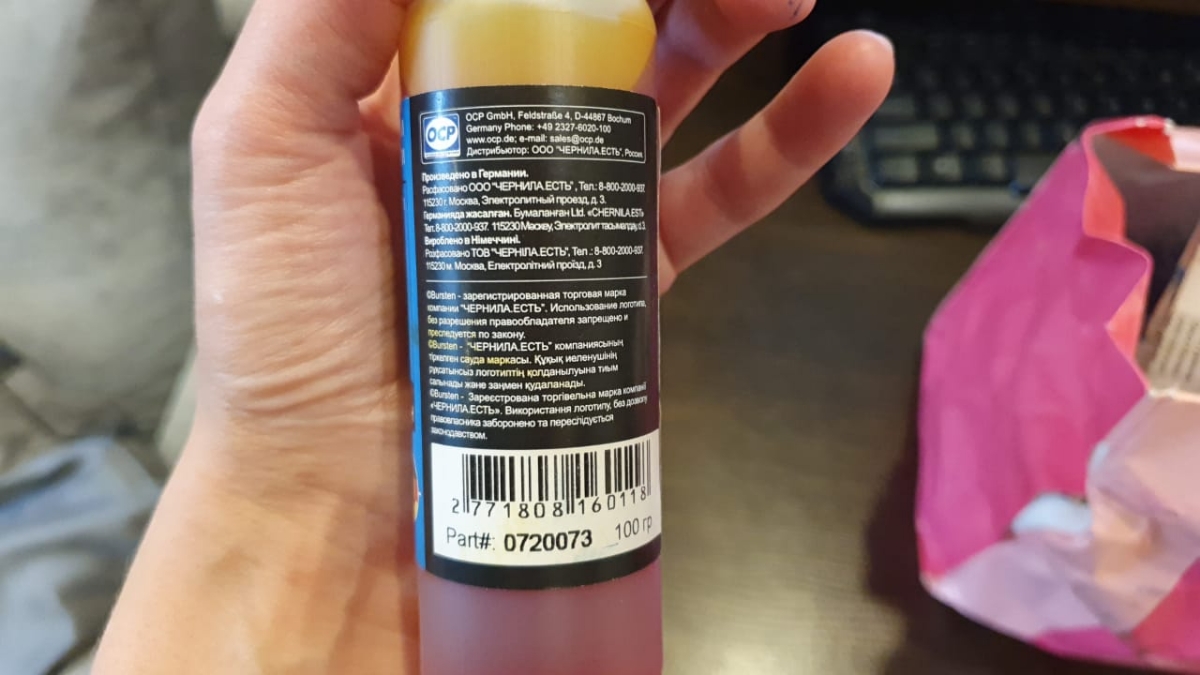 OCP
OCP GmbH, Feldstraße 4, D-44867 Bochum
Germany Phone: +49 2327-6020-100
www.ocp.de; e-mail: sales@ocp.de
Дистрибьютор: ООО "ЧЕРНИЛА.ЕСТЬ", Россия
Произведено в Германии.
Расфасовано ООО "ЧЕРНИЛА.ЕСТЬ", Тел.: 8-800-2000-937.
115230 г. Москва, Электролитный проезд, д. 3.
Германияда жасалған. Бумаланған Ltd. «CHERNILA.EST»
Тел. 8-800-2000-937. 115230 Мәскеу, Электролит тасымалдау, d.3.
Вироблено в Німеччині.
Розфасовано ТОВ "ЧЕРНІЛА.ЕСТЬ", Тел .: 8-800-2000-937.
115230 м. Москва, Електролітний проїзд, д. 3
©Bursten - зарегистрированная торговая марка
компании "ЧЕРНИЛА.ЕСТЬ". Использование логотипа,
без разрешения правообладателя запрещено и
преследуется по закону.
©Bursten - "ЧЕРНИЛА.ЕСТЬ" компаниясының
тіркелген сауда маркасы. Құқық иеленушінің
рұқсатынсыз логотиптің қолданылуына тиым
салынады және заңмен қудаланады.
©Bursten - Зареєстрована торгівельна марка компанії
«ЧЕРНІЛА.ЕСТЬ». Використання логотипу, без дозволу
правовласника заборонено та переслідується
законодавством.
2 771808 160118
Part#: 0720073 100 гр